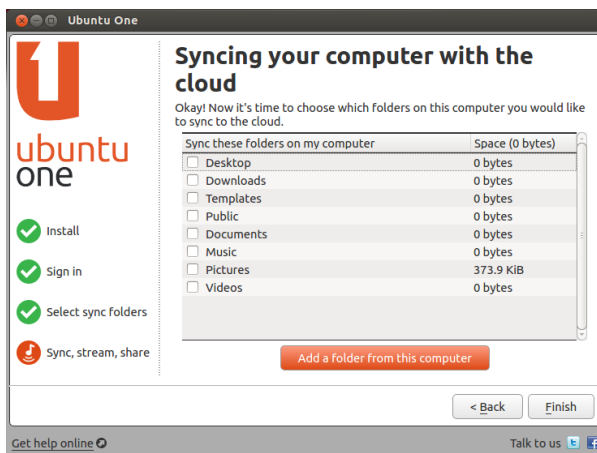 Ubuntu One
Syncing your computer with the
cloud
Okay! Now it's time to choose which folders on this computer you would like
to sync to the cloud.
ubuntu
one
Install
Sign in
Select sync folders
Sync, stream, share
Sync these folders on my computer Space (0 bytes)
Desktop 0 bytes
Downloads 0 bytes
Templates 0 bytes
Public 0 bytes
Documents 0 bytes
Music 0 bytes
Pictures 373.9 KiB
Videos 0 bytes
Add a folder from this computer
< Back Finish
Get help online Talk to us